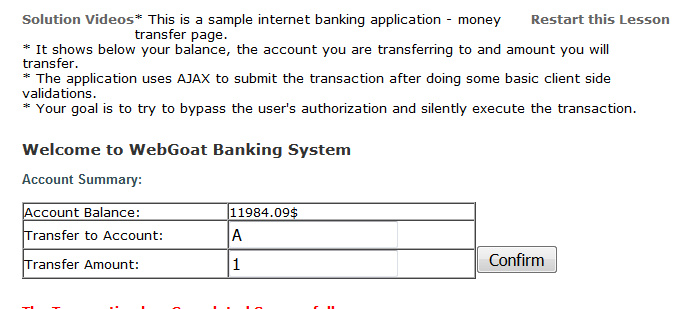 Solution Videos* This is a sample internet banking application - money Restart this Lesson
transfer page.
* It shows below your balance, the account you are transferring to and amount you will
transfer.
* The application uses AJAX to submit the transaction after doing some basic client side
validations.
* Your goal is to try to bypass the user's authorization and silently execute the transaction.
Welcome to WebGoat Banking System
Account Summary:
Account Balance: 11984.09$
Transfer to Account: A
Transfer Amount: 1 Confirm